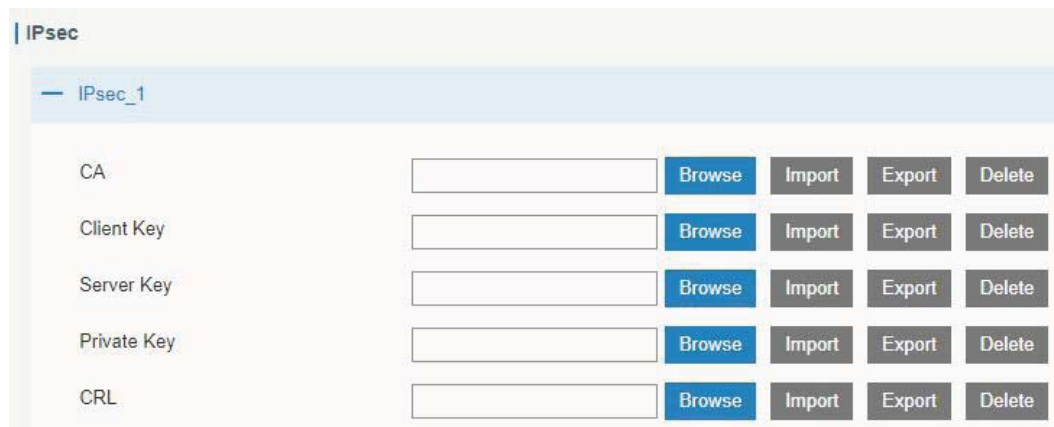 IPsec
IPsec_1
CA Browse Import Export Delete
Client Key Browse Import Export Delete
Server Key Browse Import Export Delete
Private Key Browse Import Export Delete
CRL Browse Import Export Delete